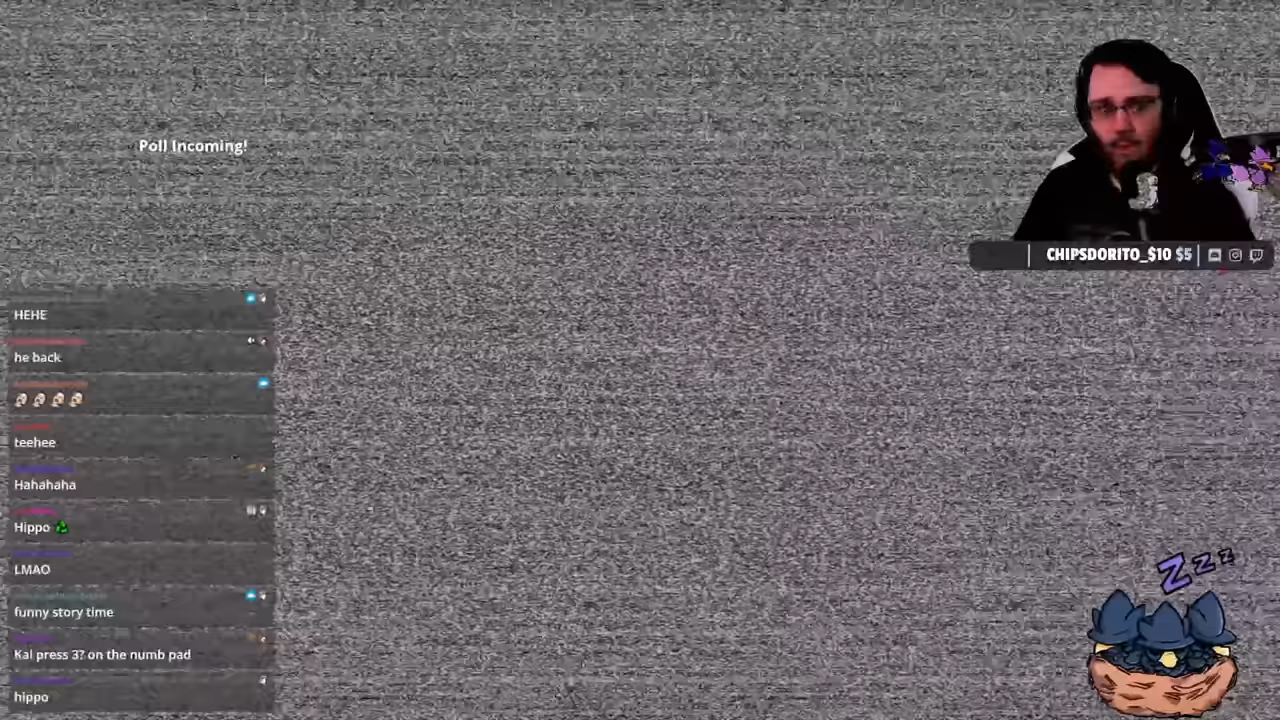 Poll Incoming!
CHIPSDORITO_$10 $5
HEHE
he back
teehee
Hahahaha
Hippo
LMAO
funny story time
Kal press 3? on the numb pad
hippo
Z z z